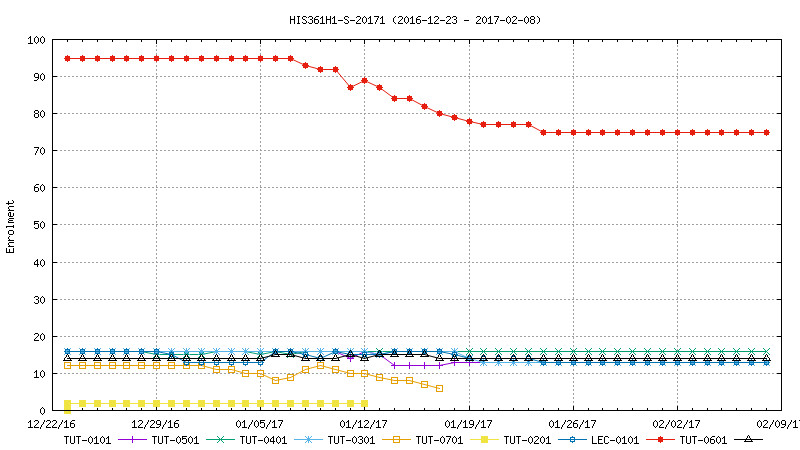 HIS361H1-S-20171 (2016-12-23 - 2017-02-08)
100
90
80
70
60
50
40
30
20
10
0
Enrolment
12/22/16 12/29/16 01/05/17 01/12/17 01/19/17 01/26/17 02/02/17 02/09/1
TUT-0101 TUT-0501 TUT-0401 TUT-0301 TUT-0701 TUT-0201 LEC-0101 TUT-0601